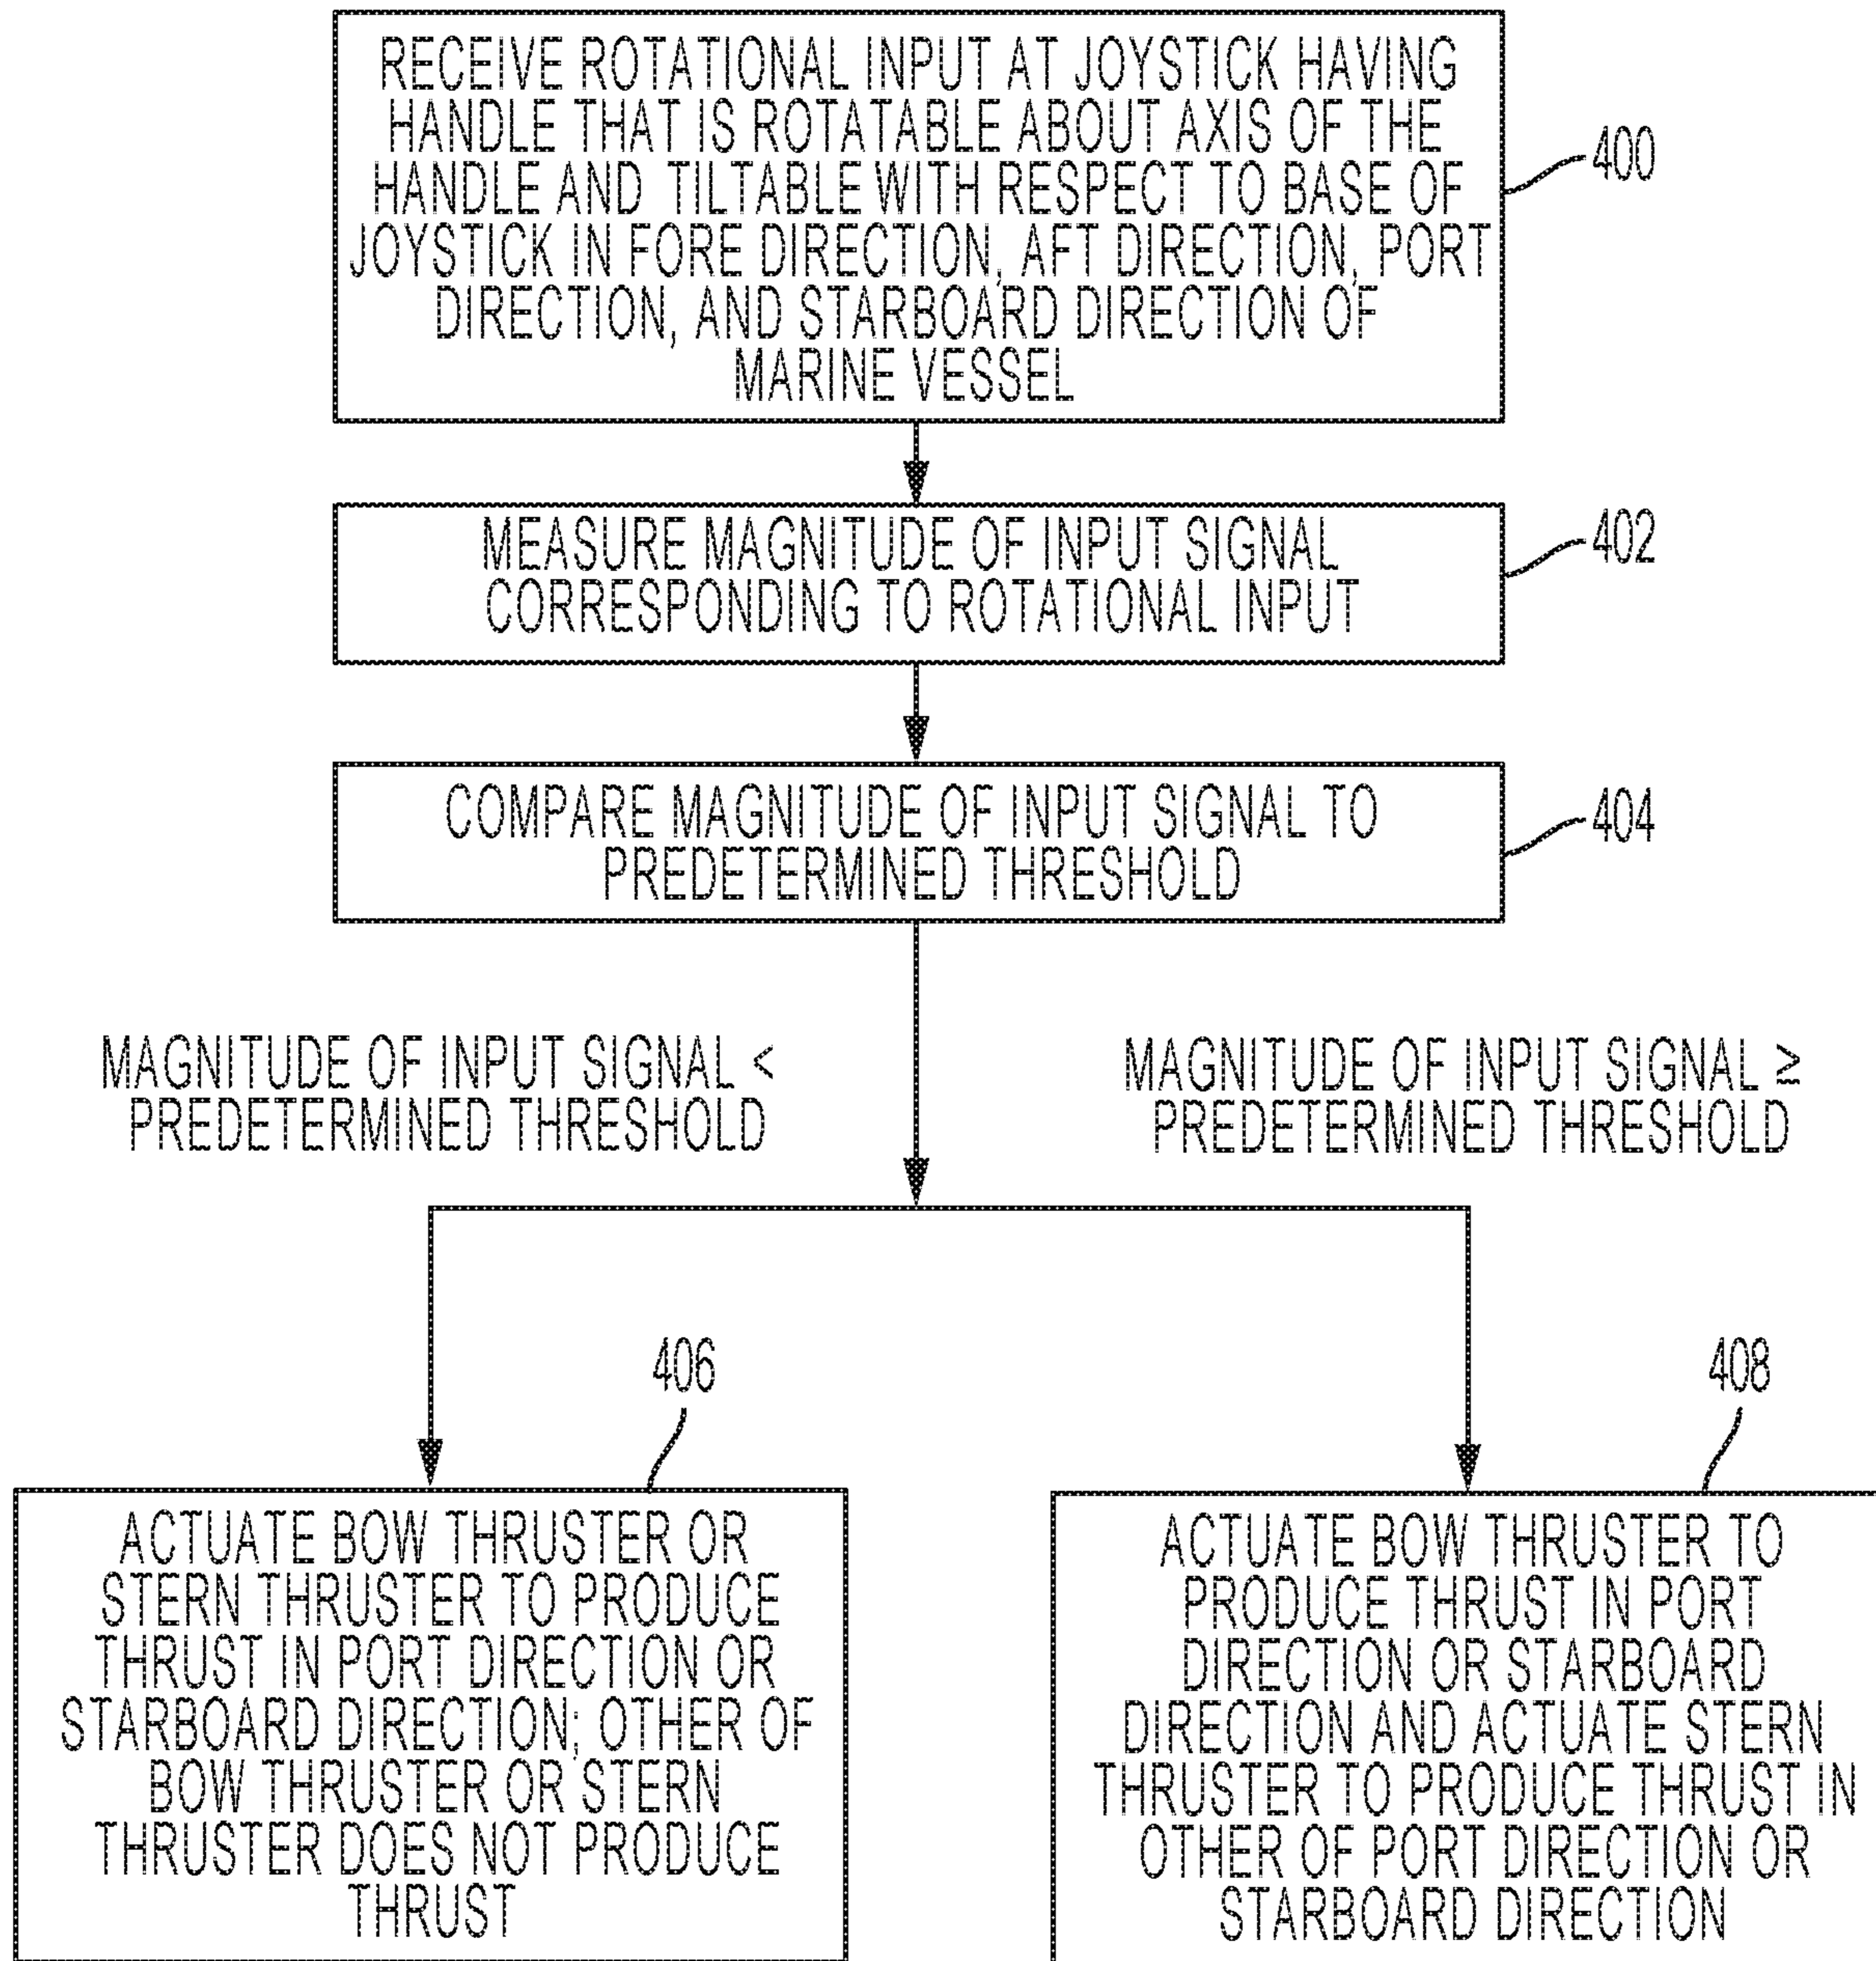 RECEIVE ROTATIONAL INPUT AT JOYSTICK HAVING
HANDLE THAT IS ROTATABLE ABOUT AXIS OF THE
HANDLE AND TILTABLE WITH RESPECT TO BASE OF
JOYSTICK IN FORE DIRECTION, AFT DIRECTION, PORT
DIRECTION, AND STARBOARD DIRECTION OF
MARINE VESSEL
400
MEASURE MAGNITUDE OF INPUT SIGNAL
CORRESPONDING TO ROTATIONAL INPUT
402
COMPARE MAGNITUDE OF INPUT SIGNAL TO
PREDETERMINED THRESHOLD
404
MAGNITUDE OF INPUT SIGNAL <
PREDETERMINED THRESHOLD
MAGNITUDE OF INPUT SIGNAL ≥
PREDETERMINED THRESHOLD
406
ACTUATE BOW THRUSTER OR
STERN THRUSTER TO PRODUCE
THRUST IN PORT DIRECTION OR
STARBOARD DIRECTION; OTHER OF
BOW THRUSTER OR STERN
THRUSTER DOES NOT PRODUCE
THRUST
408
ACTUATE BOW THRUSTER TO
PRODUCE THRUST IN PORT
DIRECTION OR STARBOARD
DIRECTION AND ACTUATE STERN
THRUSTER TO PRODUCE THRUST IN
OTHER OF PORT DIRECTION OR
STARBOARD DIRECTION